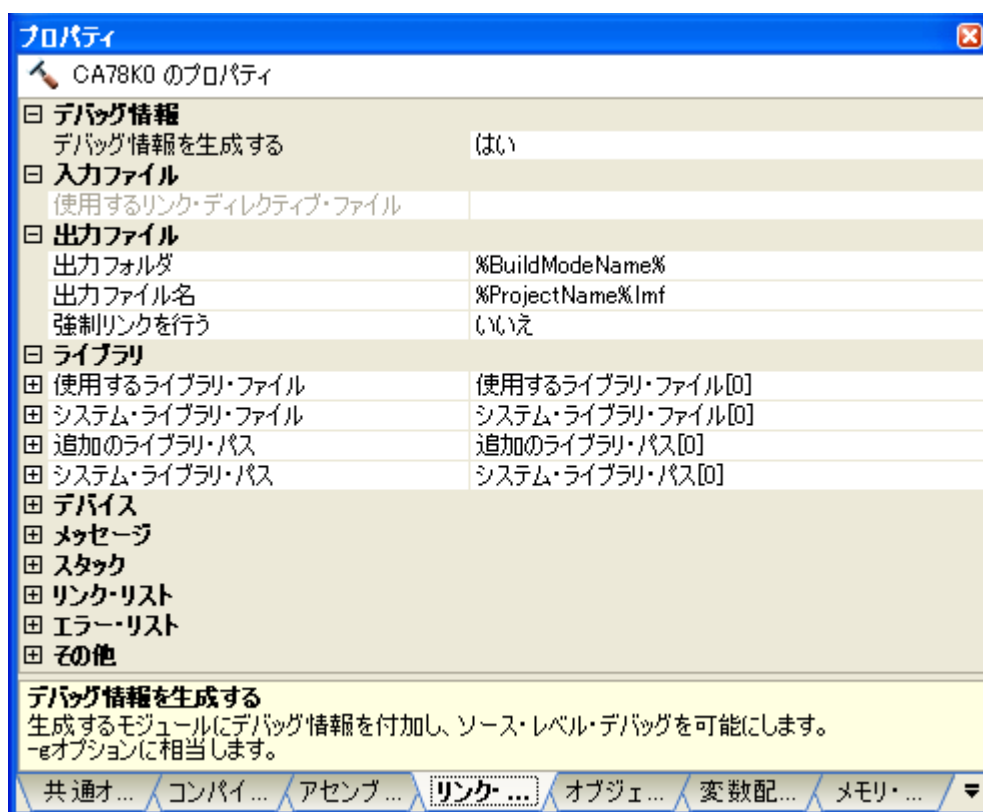 プロパティ
CA78K0 のプロパティ
デバッグ情報
デバッグ情報を生成する はい
入力ファイル
使用するリンク・ディレクティブ・ファイル
出力ファイル
出力フォルダ %BuildModeName%
出力ファイル名 %ProjectName%.lmf
強制リンクを行う いいえ
ライブラリ
使用するライブラリ・ファイル 使用するライブラリ・ファイル[0]
システム・ライブラリ・ファイル システム・ライブラリ・ファイル[0]
追加のライブラリ・パス 追加のライブラリ・パス[0]
システム・ライブラリ・パス システム・ライブラリ・パス[0]
デバイス
メッセージ
スタック
リンク・リスト
エラー・リスト
その他
デバッグ情報を生成する
生成するモジュールにデバッグ情報を付加し、ソース・レベル・デバッグを可能にします。
-gオプションに相当します。
共通オ... コンパイ... アセンブ... リンク・... オブジェ... 変数配... メモリ・...